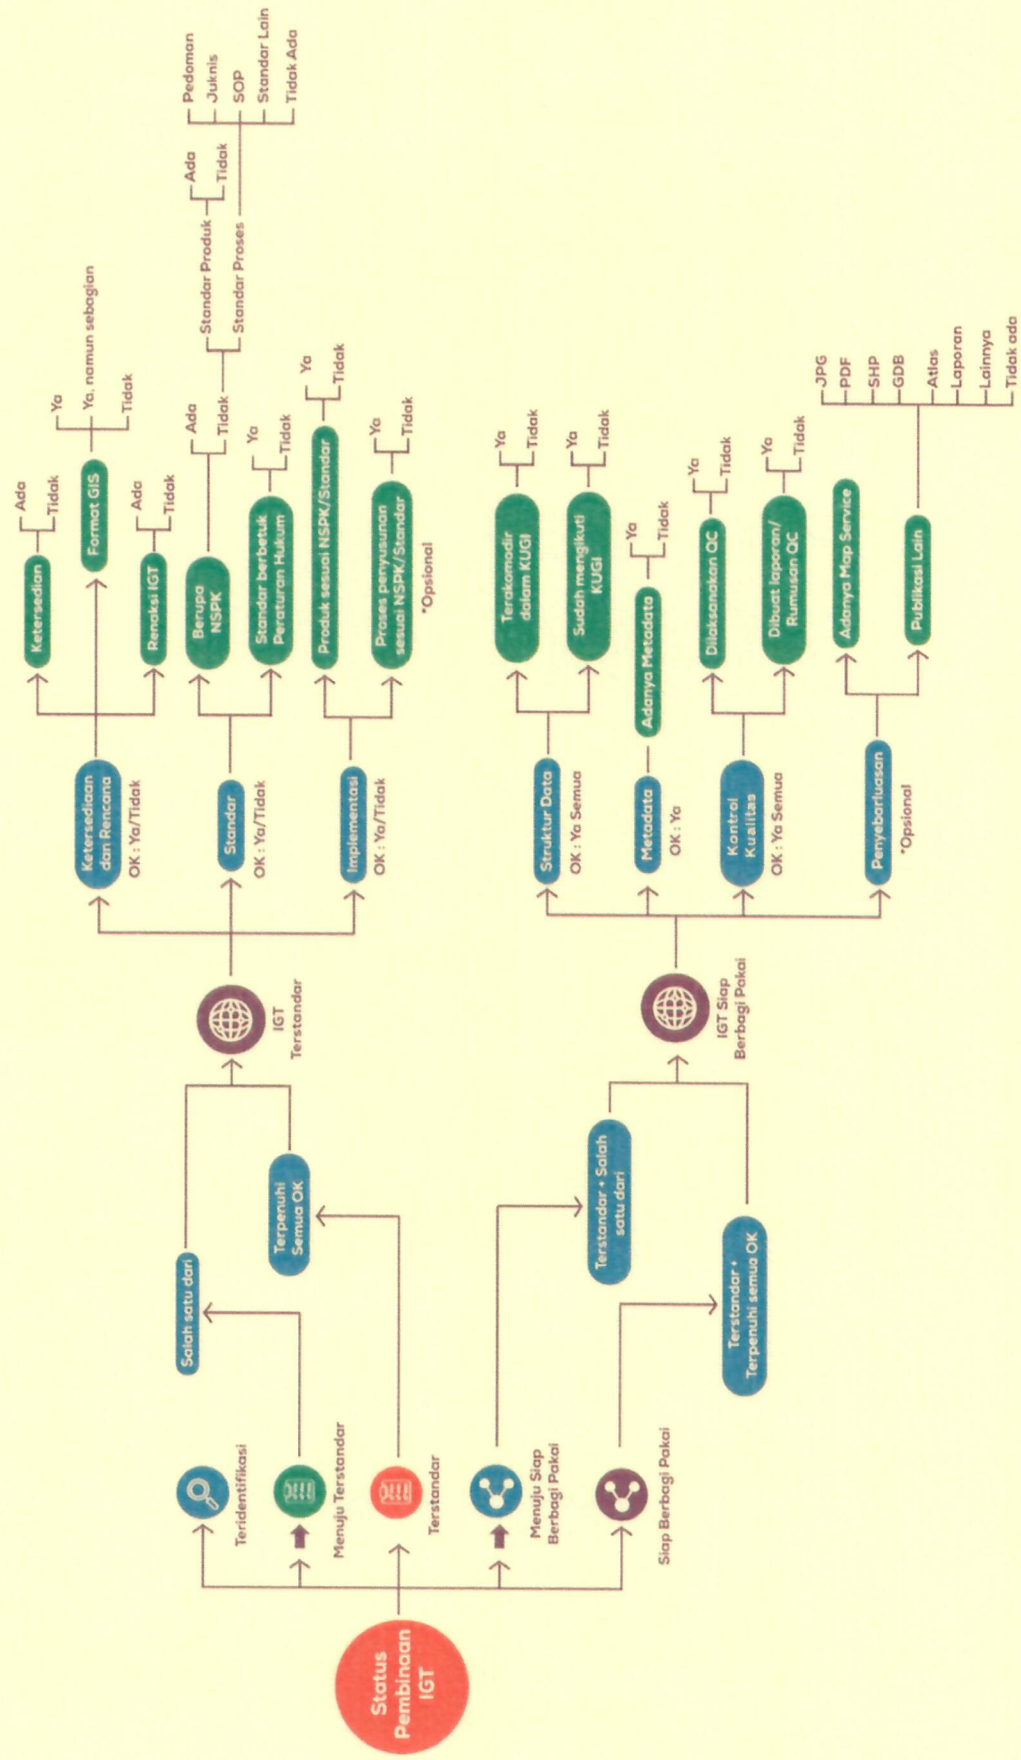 Status
Pembinaan
IGT
Teridentifikasi
Menuju Terstandar
Terstandar
Menuju Siap
Berbagi Pakai
Siap Berbagi Pakai
Salah satu dari
Terpenuhi
Semua OK
Terstandar + Salah
satu dari
Terstandar +
Terpenuhi semua OK
IGT
Terstandar
Ketersediaan
dan Rencana
OK : Ya/Tidak
Ketersedian
Ada
Tidak
Format GIS
Ya
Ya, namun sebagian
Tidak
Renaksi IGT
Ada
Tidak
Standar
OK : Ya/Tidak
Berupa
NSPK
Ada
Tidak
Standar Produk
Ada
Tidak
Standar Proses
Pedoman
Juknis
SOP
Standar Lain
Tidak Ada
Standar berbetuk
Peraturan Hukum
Ya
Tidak
Implementasi
OK : Ya/Tidak
Produk sesuai NSPK/Standar
Ya
Tidak
Proses penyusunan
sesuai NSPK/Standar
Ya
Tidak
*Opsional
IGT Siap
Berbagi Pakai
Struktur Data
OK : Ya Semua
Terakomodir
dalam KUGI
Ya
Tidak
Sudah mengikuti
KUGI
Ya
Tidak
Metadata
OK : Ya
Adanya Metadata
Ya
Tidak
Kontrol
Kualitas
OK : Ya Semua
Dilaksanakan QC
Ya
Tidak
Dibuat laporan/
Rumusan QC
Ya
Tidak
Penyebarluasan
*Opsional
Adanya Map Service
Publikasi Lain
JPG
PDF
SHP
GDB
Atlas
Laporan
Lainnya
Tidak ada